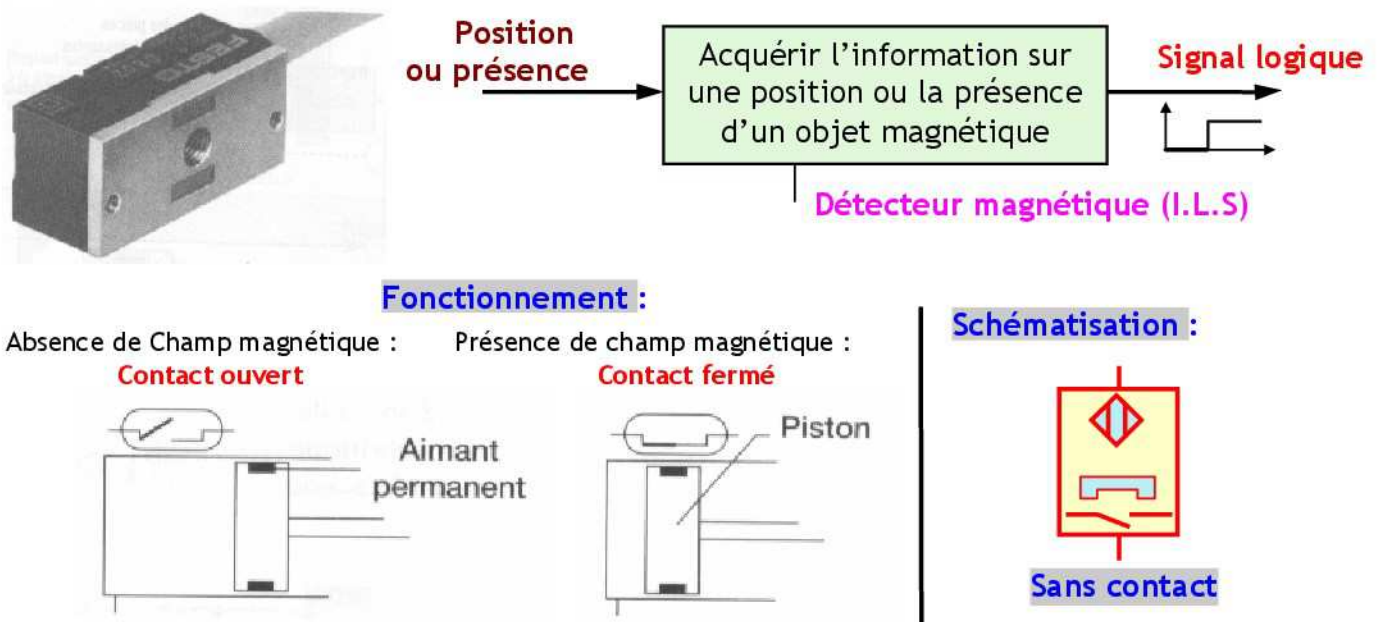 FESTO
Position
ou présence
Acquérir l’information sur
une position ou la présence
d’un objet magnétique
Signal logique
Détecteur magnétique (I.L.S)
Fonctionnement :
Absence de Champ magnétique :
Contact ouvert
Présence de champ magnétique :
Contact fermé
Aimant
permanent
Piston
Schématisation :
Sans contact